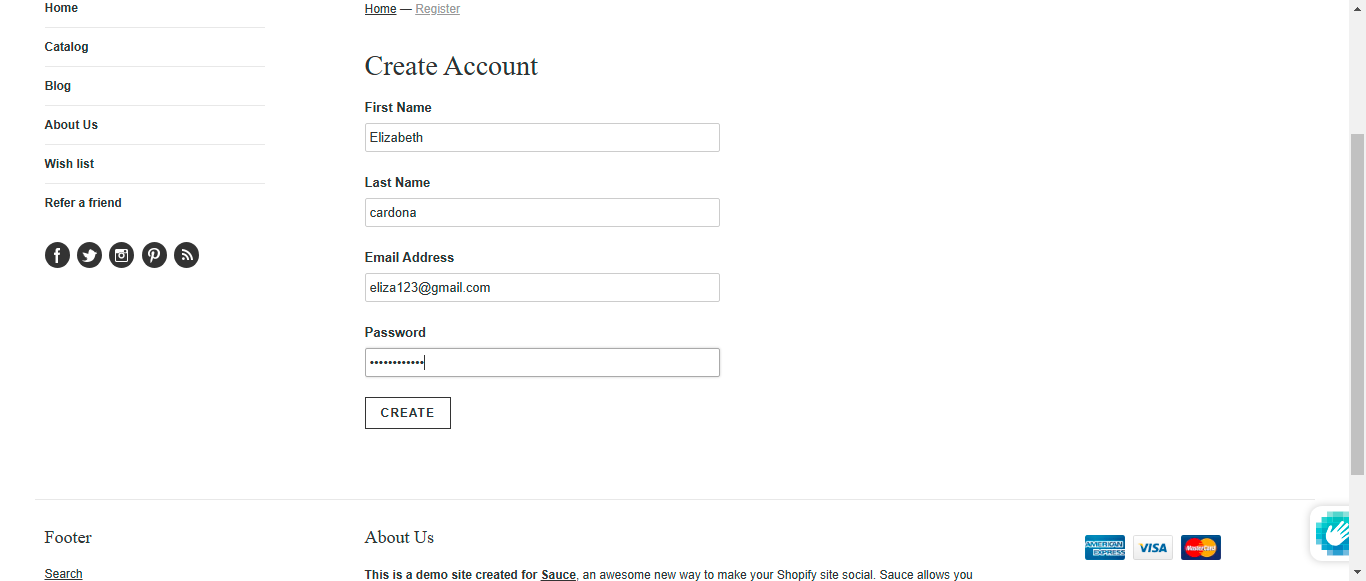 Home
Catalog
Blog
About Us
Wish list
Refer a friend
Home — Register
Create Account
First Name
Elizabeth
Last Name
cardona
Email Address
eliza123@gmail.com
Password
••••••••••••
CREATE
Footer
Search
About Us
This is a demo site created for Sauce, an awesome new way to make your Shopify site social. Sauce allows you
AMERICAN EXPRESS
VISA
MasterCard